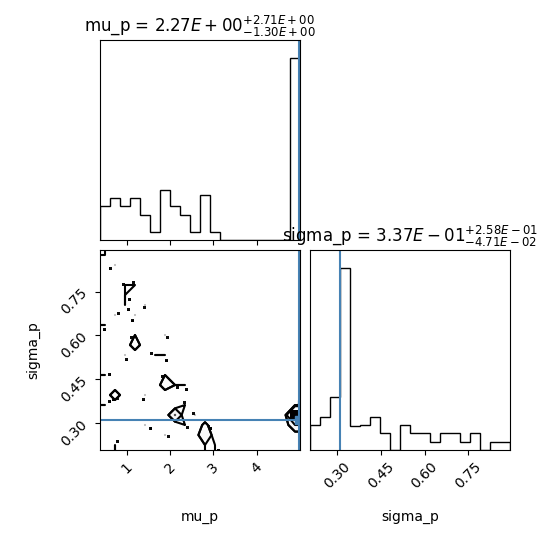 mu_p = 2.27E + 00+2.71E+00−1.30E+00
sigma_p = 3.37E − 01+2.58E−01−4.71E−02
sigma_p
0.75
0.60
0.45
0.30
1 2 3 4
0.30 0.45 0.60 0.75
mu_p
sigma_p